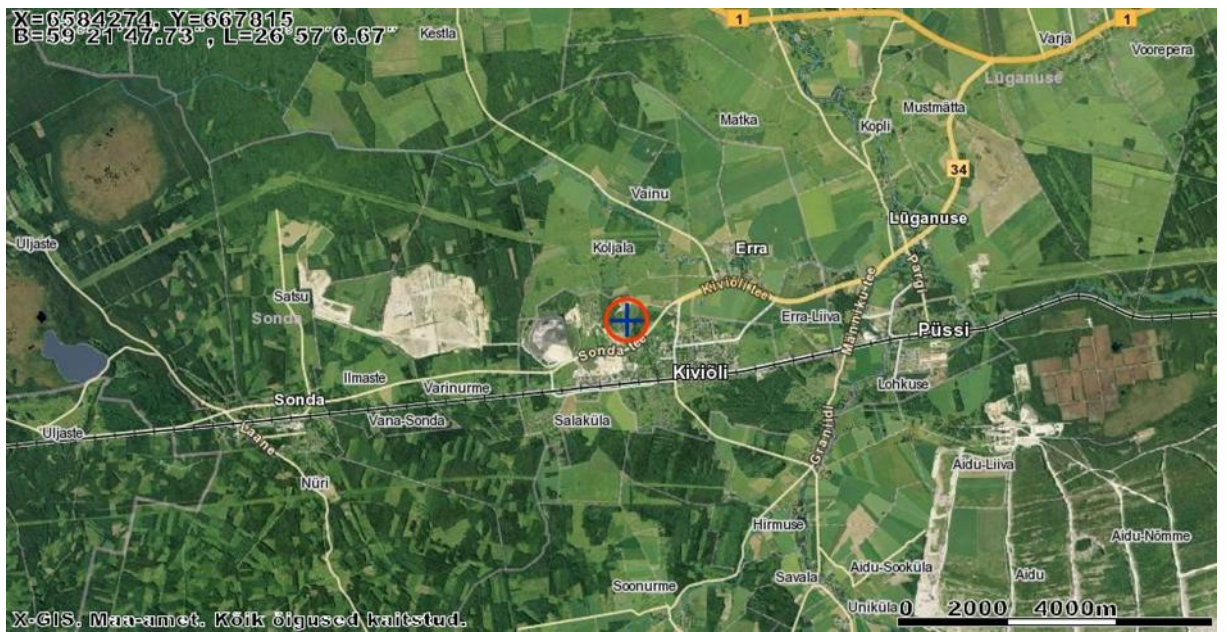 X=6584274, Y=667815
B=59°21'47.73", L=26°57'6.67"
1
1
Kestla
Varja
Voorepera
Lüganuse
Mustmätta
Matka
Kopli
34
Vainu
Lüganuse
Uljaste
Koljala
Erra
Pargi
Kiviõli tee
Männiku tee
Satsu
Sonda
Erra-Liiva
Püssi
Sonda tee
Kiviõli
Ilmaste
Varinurme
Lohkuse
Sonda
Vana-Sonda
Salaküla
Uljaste
Laane
Graniidi
Aidu-Liiva
Nüri
Hirmuse
Aidu-Nõmme
Aidu-Sooküla
Savala
Aidu
Soonurme
Uniküla
0 2000 4000m
X-GIS. Maa-amet. Kõik õigused kaitstud.